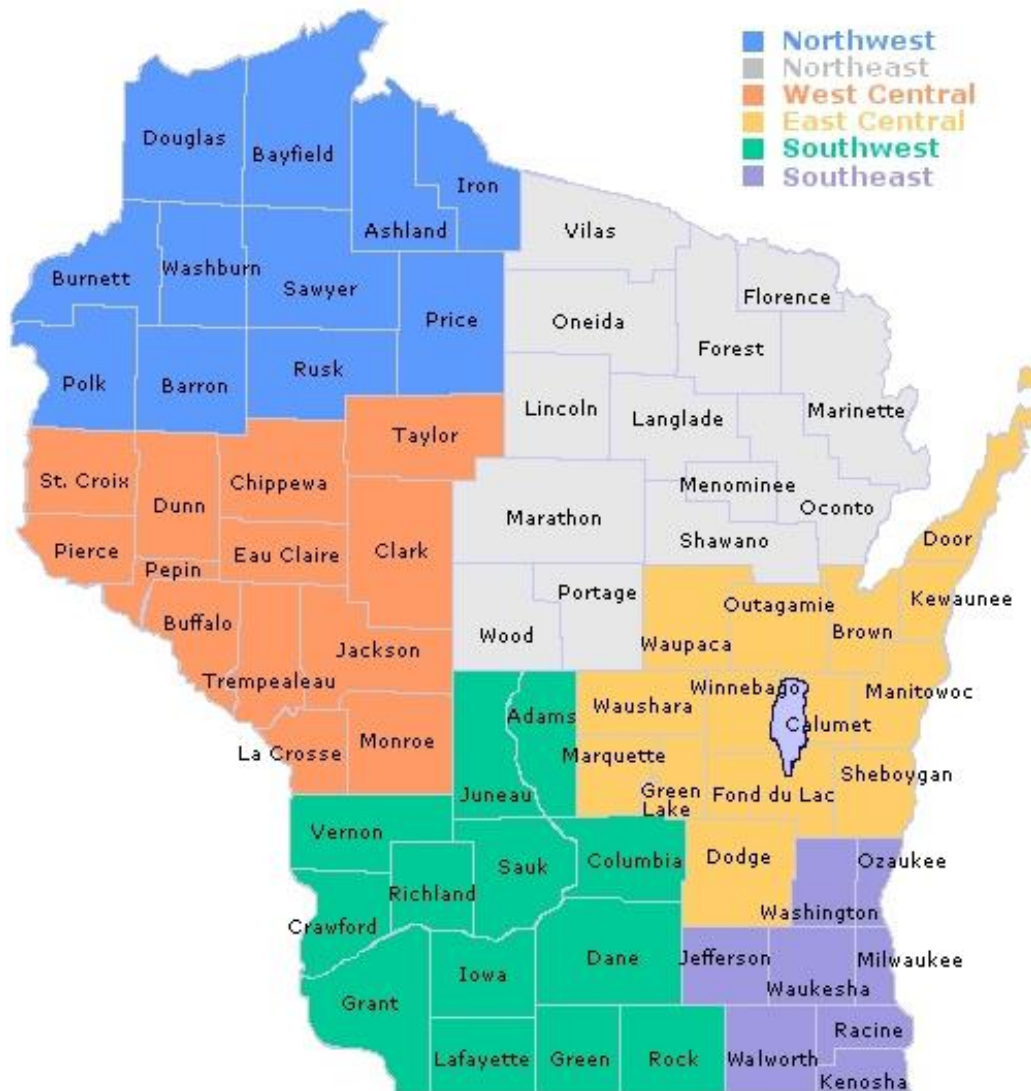 Northwest
Northeast
West Central
East Central
Southwest
Southeast
Douglas
Bayfield
Iron
Ashland
Vilas
Burnett
Washburn
Sawyer
Price
Florence
Oneida
Forest
Polk
Barron
Rusk
Lincoln
Langlade
Marinette
Taylor
St. Croix
Dunn
Chippewa
Menominee
Oconto
Marathon
Shawano
Pierce
Pepin
Eau Claire
Clark
Door
Buffalo
Portage
Outagamie
Kewaunee
Wood
Waupaca
Brown
Jackson
Trempealeau
Adams
Waushara
Winnebago
Manitowoc
Calumet
La Crosse
Monroe
Marquette
Juneau
Green
Lake
Fond du Lac
Sheboygan
Vernon
Sauk
Columbia
Dodge
Ozaukee
Richland
Washington
Crawford
Dane
Jefferson
Milwaukee
Iowa
Waukesha
Grant
Lafayette
Green
Rock
Walworth
Racine
Kenosha